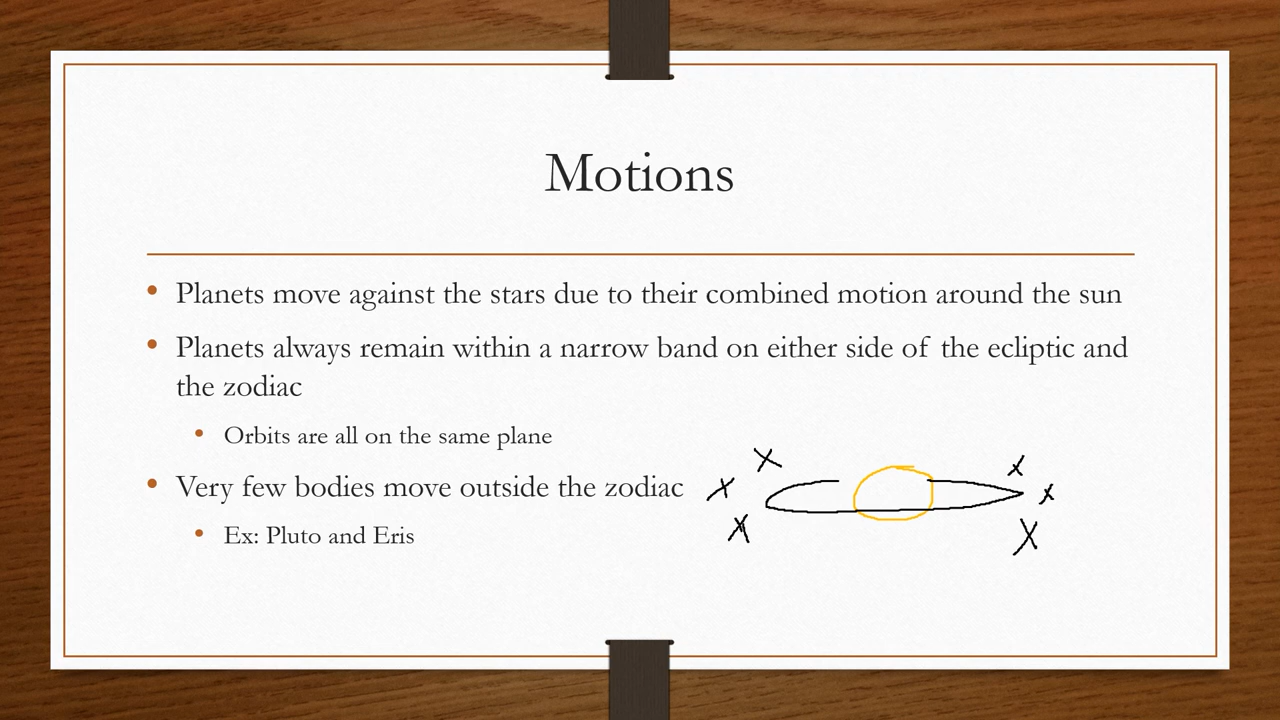 Motions
• Planets move against the stars due to their combined motion around the sun
• Planets always remain within a narrow band on either side of the ecliptic and
the zodiac
• Orbits are all on the same plane
• Very few bodies move outside the zodiac
• Ex: Pluto and Eris